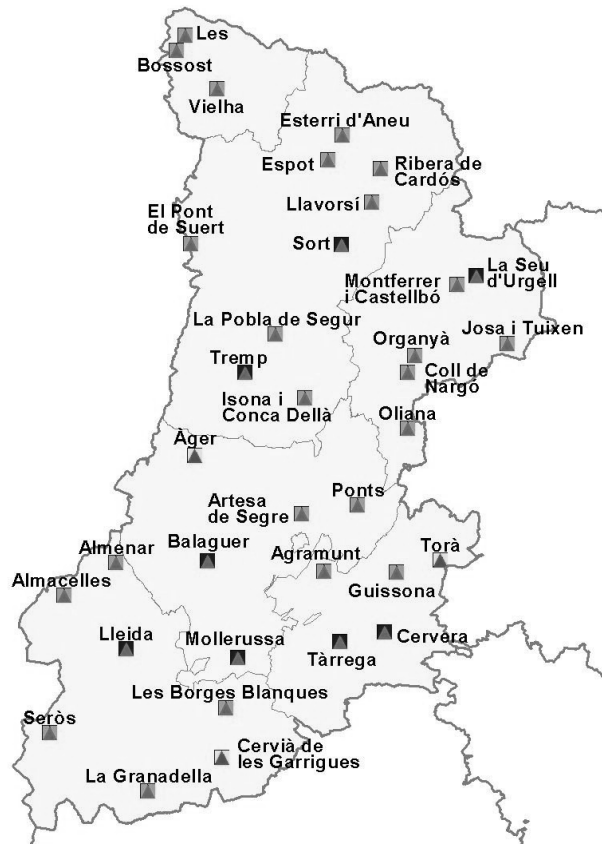 Les
Bossost
Vielha
Esterri d'Aneu
Espot
Ribera de
Cardós
Llavorsí
El Pont
de Suert
Sort
La Seu
d'Urgell
Montferrer
i Castellbó
La Pobla de Segur
Organyà
Josa i Tuixen
Tremp
Coll de
Nargó
Isona i
Conca Dellà
Oliana
Àger
Ponts
Artesa
de Segre
Almenar
Balaguer
Agramunt
Torà
Almacelles
Guissona
Lleida
Mollerussa
Cervera
Tàrrega
Les Borges Blanques
Seròs
Cervià de
les Garrigues
La Granadella